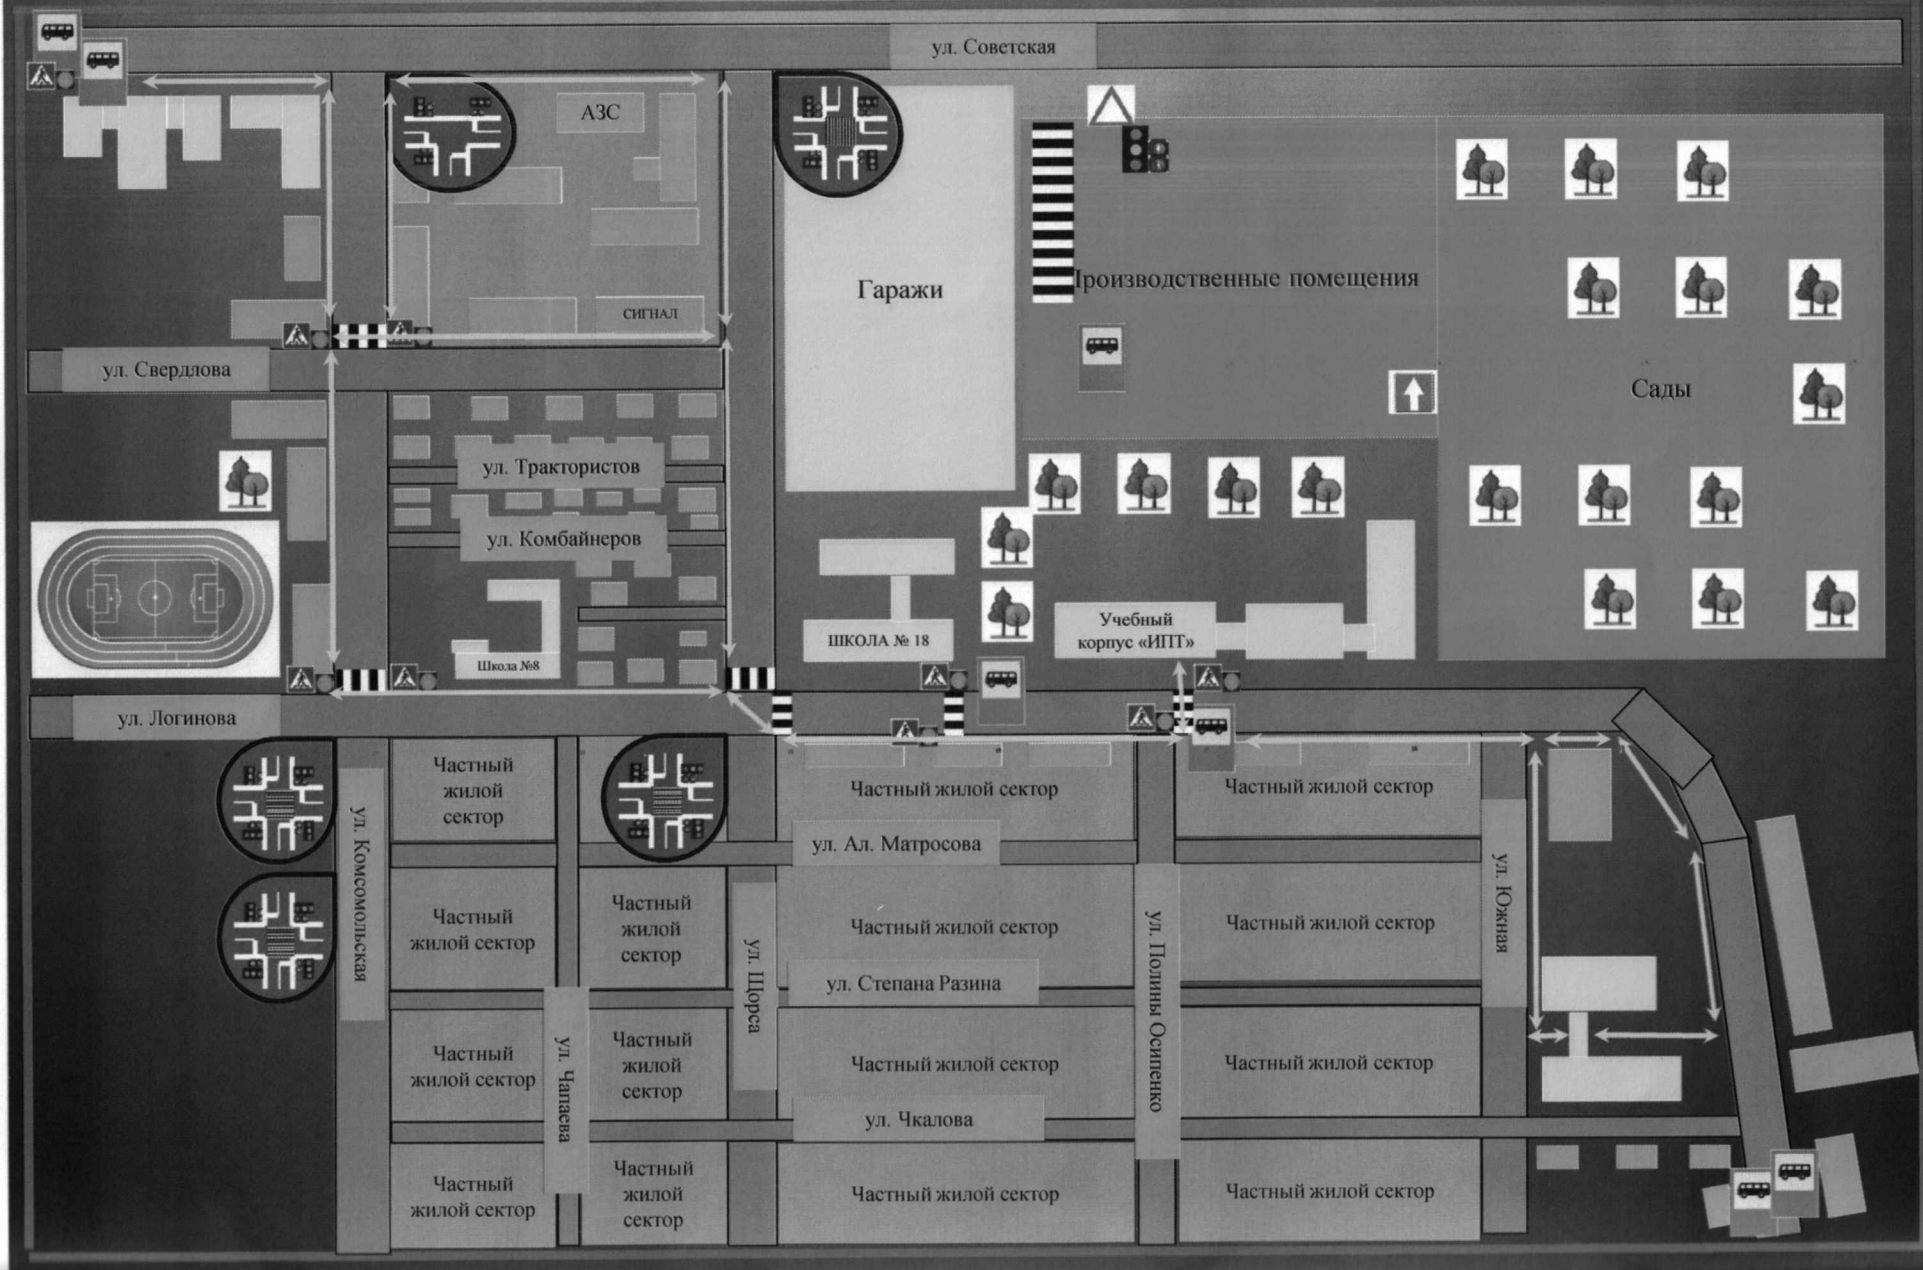 ул. Советская
АЗС
Гаражи
Производственные помещения
СИГНАЛ
ул. Свердлова
Сады
ул. Трактористов
ул. Комбайнеров
ШКОЛА № 18
Учебный
корпус «ИПТ»
Школа №8
ул. Логинова
Частный
жилой
сектор
Частный жилой сектор
Частный жилой сектор
ул. Ал. Матросова
ул. Комсомольская
ул. Южная
Частный
жилой сектор
Частный
жилой
сектор
Частный жилой сектор
Частный жилой сектор
ул. Щорса
ул. Полины Осипенко
ул. Степана Разина
ул. Чапаева
Частный
жилой сектор
Частный
жилой
сектор
Частный жилой сектор
Частный жилой сектор
ул. Чкалова
Частный
жилой сектор
Частный
жилой
сектор
Частный жилой сектор
Частный жилой сектор